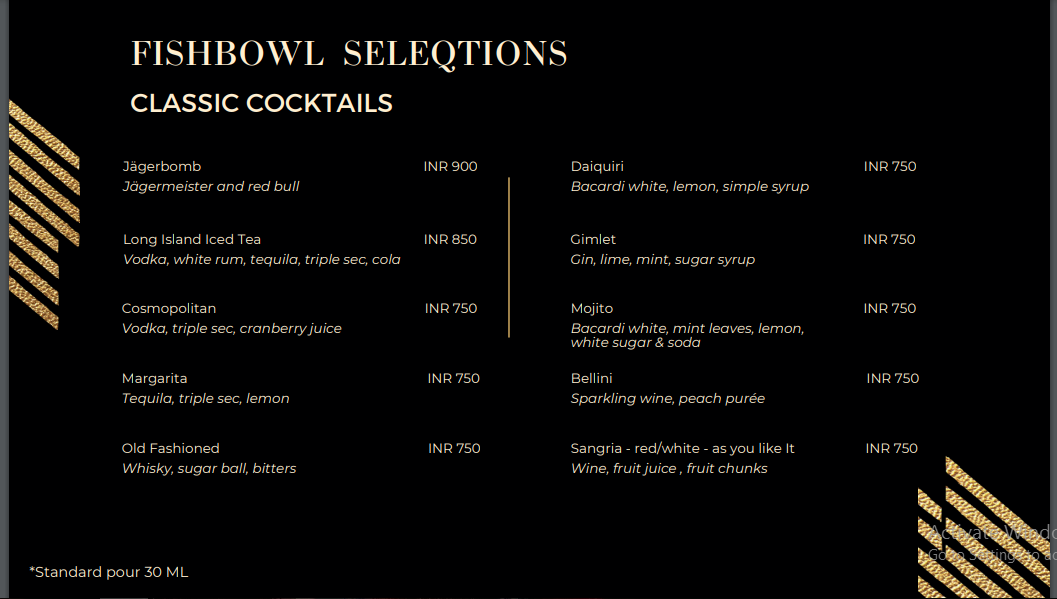 FISHBOWL SELEQTIONS
CLASSIC COCKTAILS
Jägerbomb INR 900
Jägermeister and red bull
Long Island Iced Tea INR 850
Vodka, white rum, tequila, triple sec, cola
Cosmopolitan INR 750
Vodka, triple sec, cranberry juice
Margarita INR 750
Tequila, triple sec, lemon
Old Fashioned INR 750
Whisky, sugar ball, bitters
Daiquiri INR 750
Bacardi white, lemon, simple syrup
Gimlet INR 750
Gin, lime, mint, sugar syrup
Mojito INR 750
Bacardi white, mint leaves, lemon,
white sugar & soda
Bellini INR 750
Sparkling wine, peach purée
Sangria - red/white - as you like It INR 750
Wine, fruit juice , fruit chunks
*Standard pour 30 ML
Activate
Go to Settings to